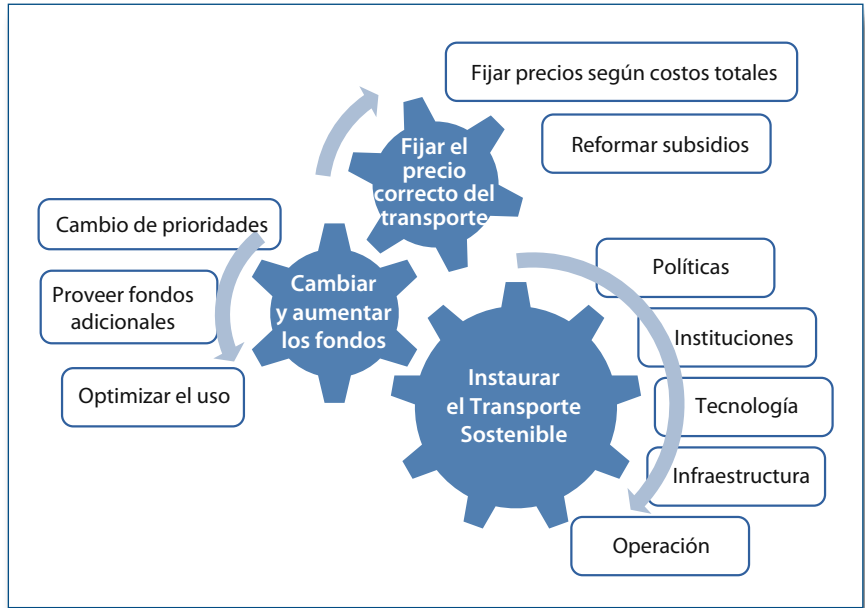 Fijar precios según costos totales
Reformar subsidios
Fijar el
precio
correcto del
transporte
Cambio de prioridades
Proveer fondos
adicionales
Optimizar el uso
Cambiar
y aumentar
los fondos
Instaurar
el Transporte
Sostenible
Políticas
Instituciones
Tecnología
Infraestructura
Operación